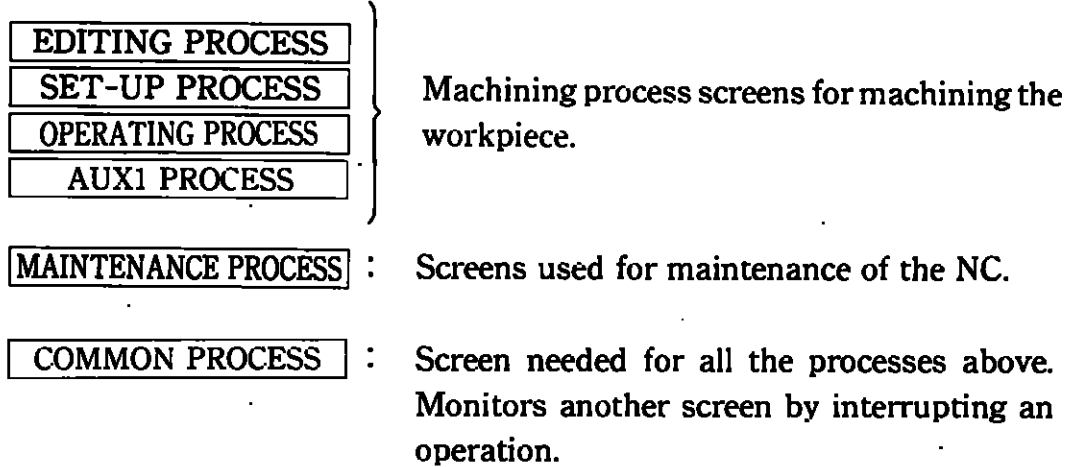 EDITING PROCESS
SET-UP PROCESS
OPERATING PROCESS
AUX1 PROCESS
Machining process screens for machining the
workpiece.
MAINTENANCE PROCESS : Screens used for maintenance of the NC.
COMMON PROCESS : Screen needed for all the processes above.
Monitors another screen by interrupting an
operation.